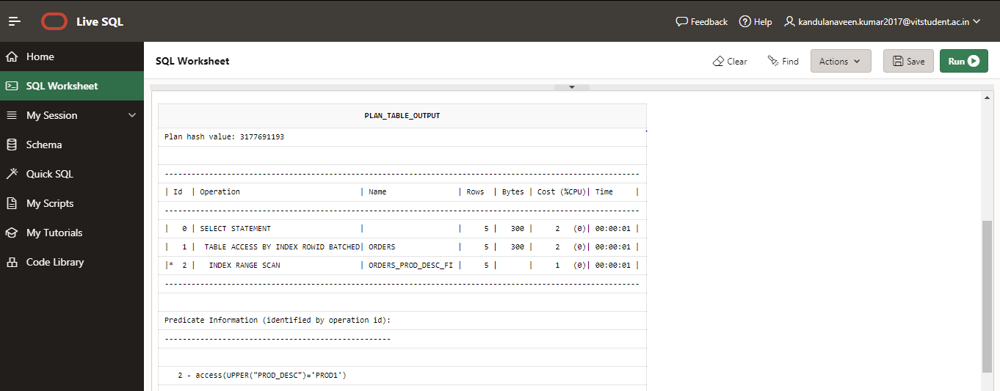 Live SQL
Feedback
Help
kandulanaveen.kumar2017@vitstudent.ac.in
Home
SQL Worksheet
My Session
Schema
Quick SQL
My Scripts
My Tutorials
Code Library
SQL Worksheet
Clear
Find
Actions
Save
Run
PLAN_TABLE_OUTPUT
Plan hash value: 3177691193
-----------------------------------------------------------------------------------------------------------
| Id  | Operation                           | Name                | Rows  | Bytes | Cost (%CPU)| Time     |
-----------------------------------------------------------------------------------------------------------
|   0 | SELECT STATEMENT                    |                     |     5 |   300 |     2   (0)| 00:00:01 |
|   1 |  TABLE ACCESS BY INDEX ROWID BATCHED| ORDERS              |     5 |   300 |     2   (0)| 00:00:01 |
|*  2 |   INDEX RANGE SCAN                  | ORDERS_PROD_DESC_FI |     5 |       |     1   (0)| 00:00:01 |
-----------------------------------------------------------------------------------------------------------
Predicate Information (identified by operation id):
---------------------------------------------------
2 - access(UPPER("PROD_DESC")='PROD1')